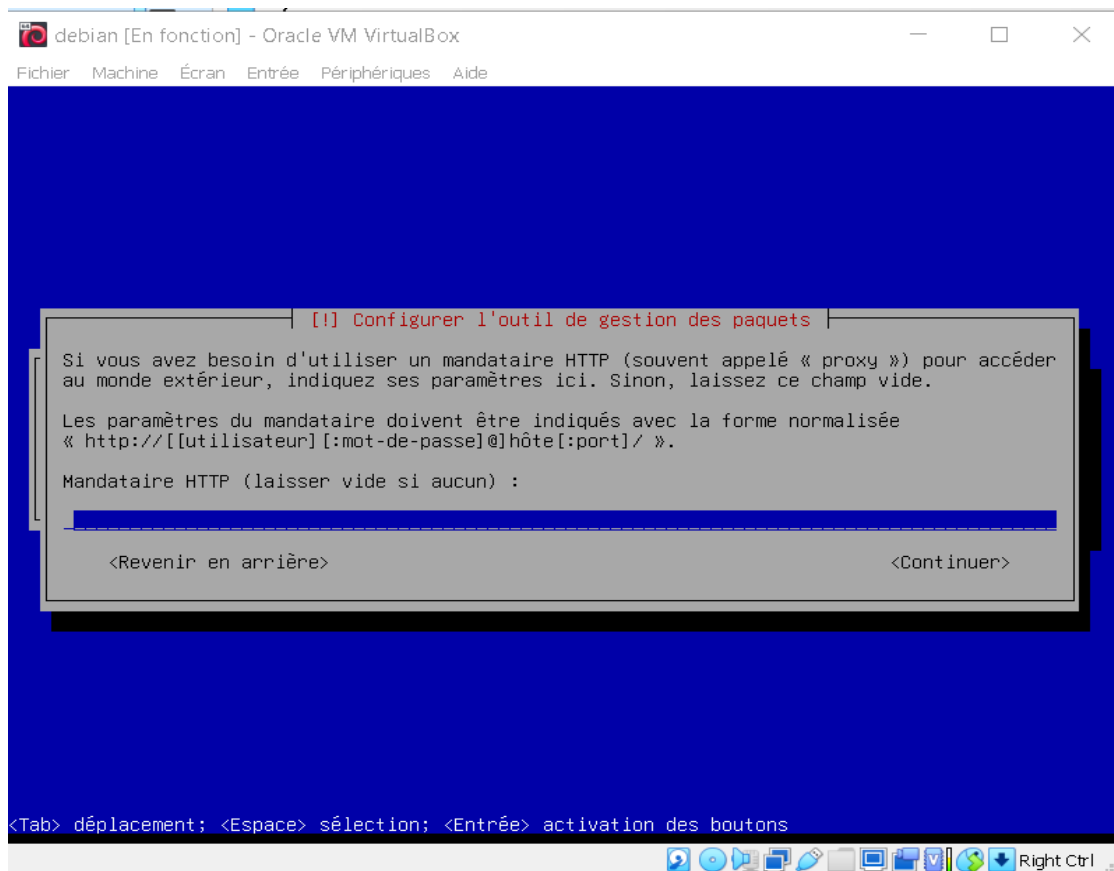 debian [En fonction] - Oracle VM VirtualBox
Fichier Machine Écran Entrée Périphériques Aide
[!] Configurer l'outil de gestion des paquets
Si vous avez besoin d'utiliser un mandataire HTTP (souvent appelé « proxy ») pour accéder
au monde extérieur, indiquez ses paramètres ici. Sinon, laissez ce champ vide.
Les paramètres du mandataire doivent être indiqués avec la forme normalisée
« http://[[utilisateur][:mot-de-passe]@]hôte[:port]/ ».
Mandataire HTTP (laisser vide si aucun) :
<Revenir en arrière> <Continuer>
<Tab> déplacement; <Espace> sélection; <Entrée> activation des boutons
Right Ctrl